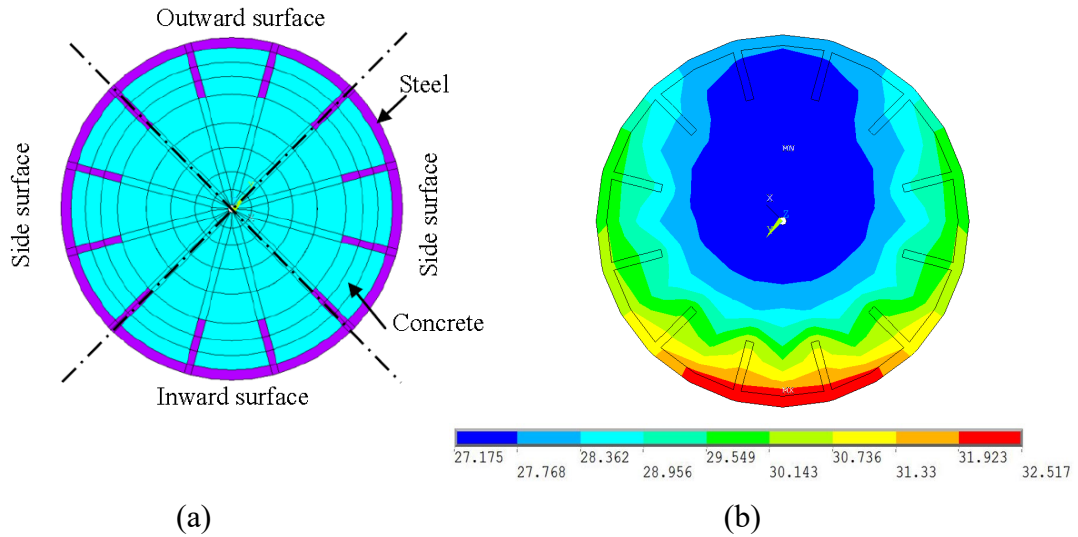 Outward surface
Steel
Side surface
Side surface
Concrete
Inward surface
MN
X
Z
MX
27.175 28.362 29.549 30.736 31.923
27.768 28.956 30.143 31.33 32.517
(a)
(b)